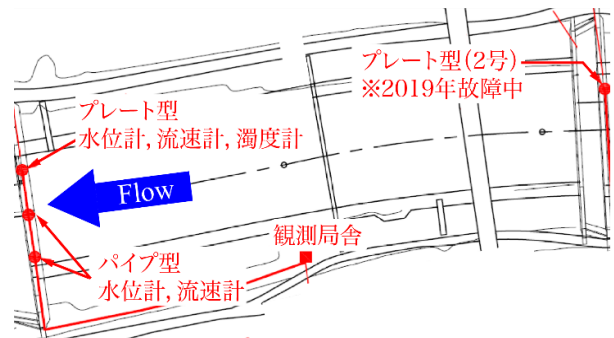 プレート型(2号)
※2019年故障中
プレート型
水位計, 流速計, 濁度計
Flow
観測局舎
パイプ型
水位計, 流速計